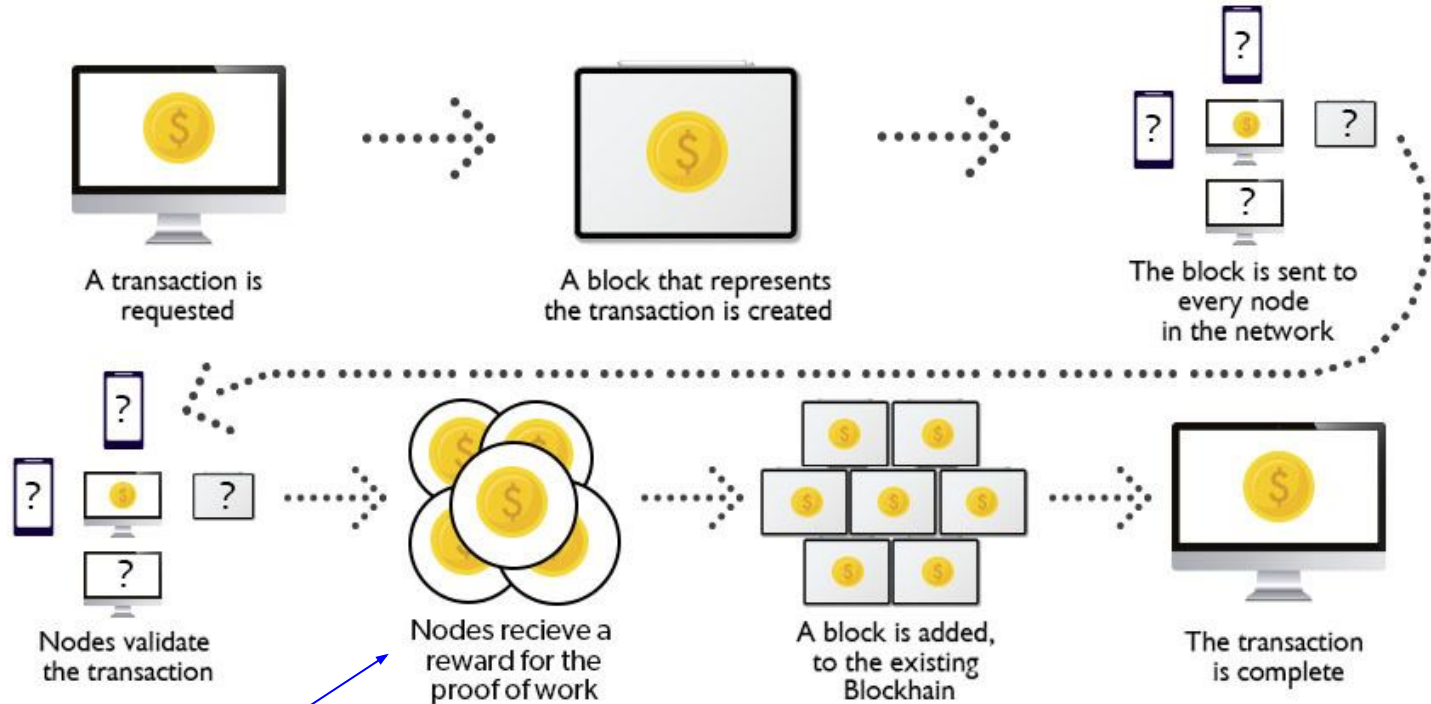 A transaction is
requested
A block that represents
the transaction is created
?
?
?
?
The block is sent to
every node
in the network
?
?
?
?
Nodes validate
the transaction
Nodes recieve a
reward for the
proof of work
A block is added,
to the existing
Blockhain
The transaction
is complete